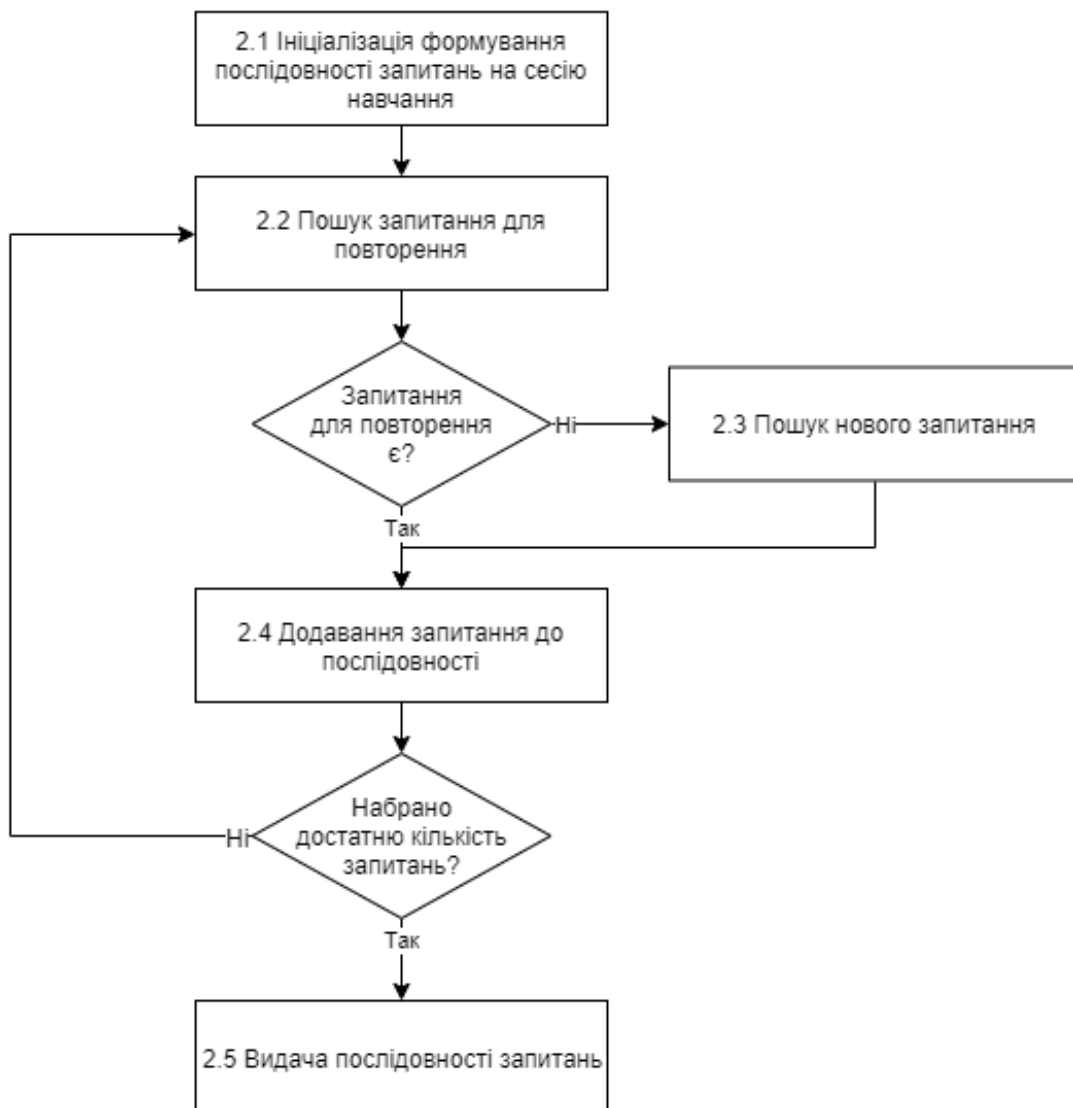 2.1 Ініціалізація формування
послідовності запитань на сесію
навчання
2.2 Пошук запитання для
повторення
Запитання
для повторення
є?
Ні
2.3 Пошук нового запитання
Так
2.4 Додавання запитання до
послідовності
Набрано
достатню кількість
запитань?
Ні
Так
2.5 Видача послідовності запитань